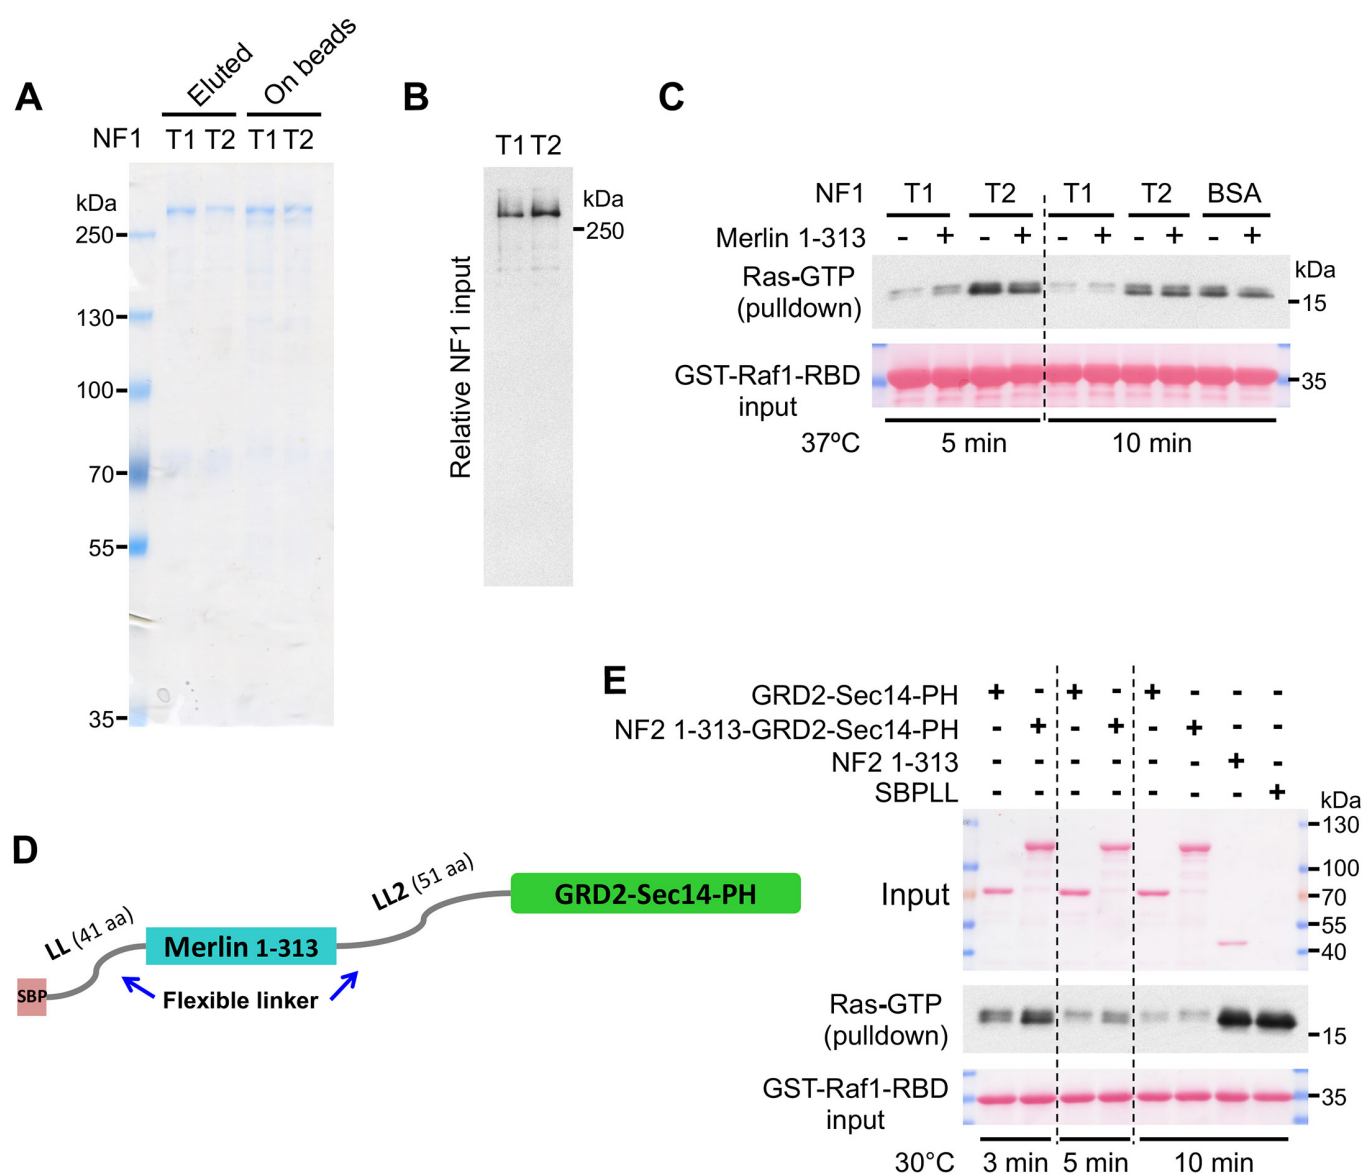 A
Eluted
On beads
NF1 T1 T2 T1 T2
kDa
250
130
100
70
55
35
B
T1 T2
kDa
250
Relative NF1 input
C
NF1 T1 T2 T1 T2 BSA
Merlin 1-313 - + - + - + - + - +
Ras-GTP
(pulldown)
kDa
15
GST-Raf1-RBD
input
35
37ºC 5 min 10 min
D
SBP
LL (41 aa)
Merlin 1-313
LL2 (51 aa)
GRD2-Sec14-PH
Flexible linker
E
GRD2-Sec14-PH + - + - + - - -
NF2 1-313-GRD2-Sec14-PH - + - + - + - -
NF2 1-313 - - - - - - + -
SBPLL - - - - - - - +
kDa
130
100
70
55
40
Input
Ras-GTP
(pulldown)
15
GST-Raf1-RBD
input
35
30°C 3 min 5 min 10 min